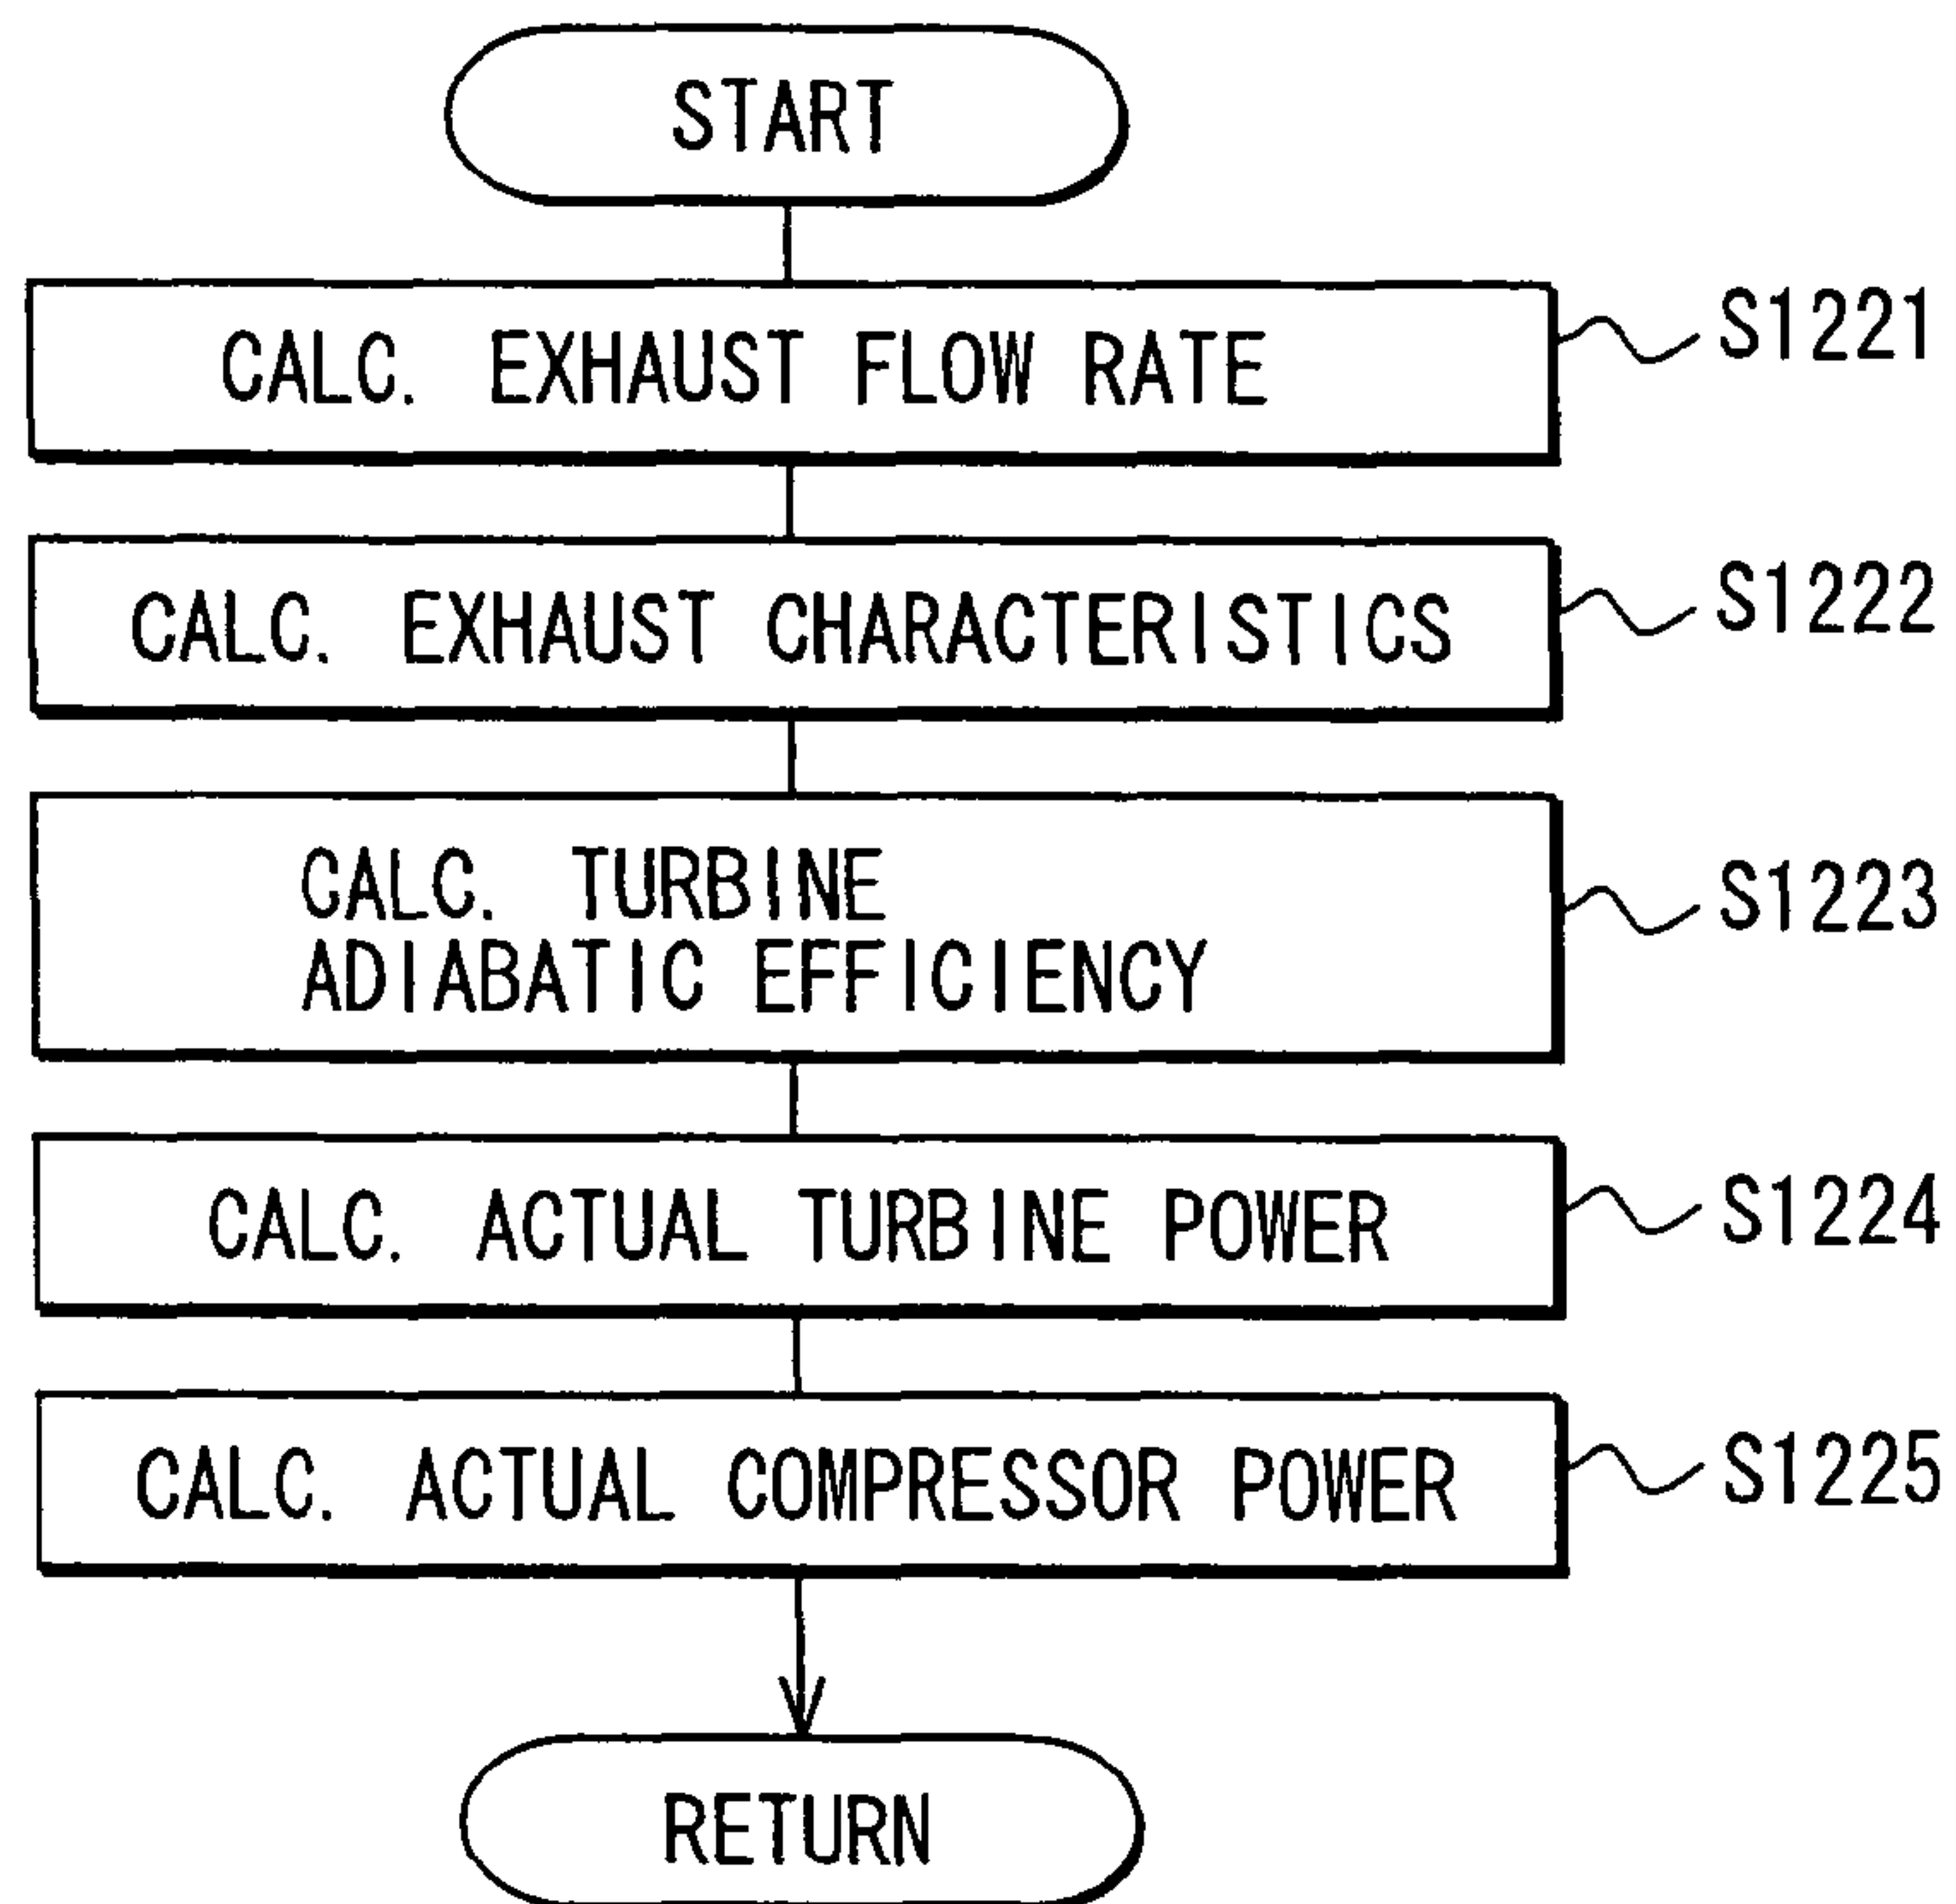 START
CALC. EXHAUST FLOW RATE
S1221
CALC. EXHAUST CHARACTERISTICS
S1222
CALC. TURBINE
ADIABATIC EFFICIENCY
S1223
CALC. ACTUAL TURBINE POWER
S1224
CALC. ACTUAL COMPRESSOR POWER
S1225
RETURN